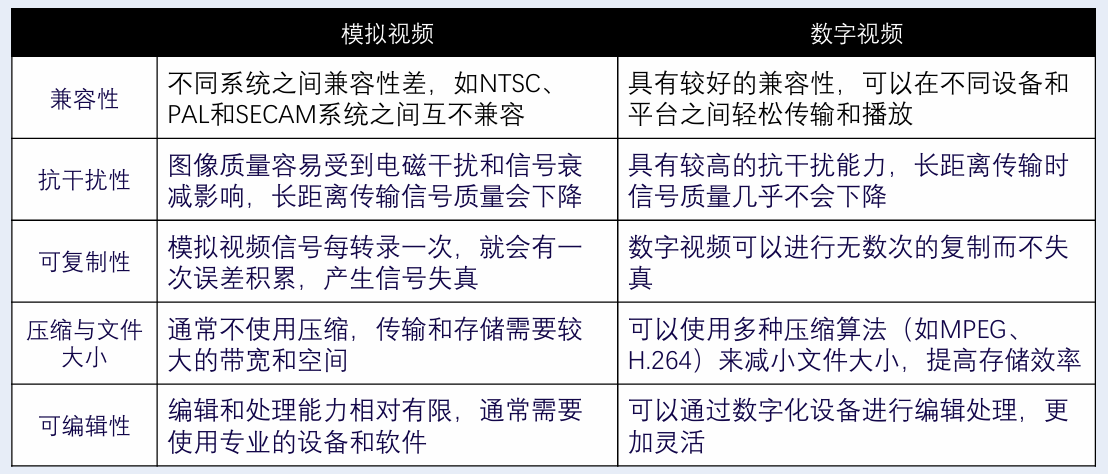 模拟视频
数字视频
兼容性
不同系统之间兼容性差，如NTSC、
PAL和SECAM系统之间互不兼容
具有较好的兼容性，可以在不同设备和
平台之间轻松传输和播放
抗干扰性
图像质量容易受到电磁干扰和信号衰
减影响，长距离传输信号质量会下降
具有较高的抗干扰能力，长距离传输时
信号质量几乎不会下降
可复制性
模拟视频信号每转录一次，就会有一
次误差积累，产生信号失真
数字视频可以进行无数次的复制而不失
真
压缩与文件
大小
通常不使用压缩，传输和存储需要较
大的带宽和空间
可以使用多种压缩算法（如MPEG、
H.264）来减小文件大小，提高存储效率
可编辑性
编辑和处理能力相对有限，通常需要
使用专业的设备和软件
可以通过数字化设备进行编辑处理，更
加灵活